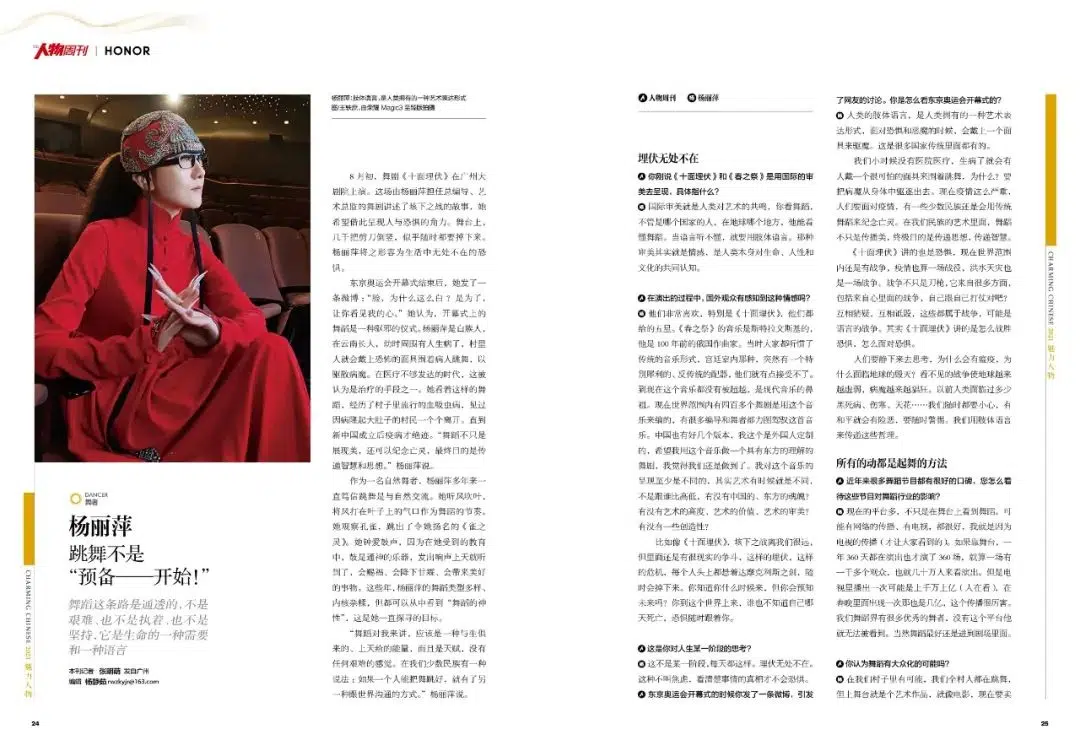 人物周刊 | HONOR
杨丽萍:肢体语言,是人类拥有的一种艺术表达形式
8 月初,舞剧《十面埋伏》在广州大
剧院上演。这场由杨丽萍担任总编导、艺
术总监的舞剧讲述了垓下之战的故事,她
希望借此呈现人与恐惧的角力。舞台上,
几千把剪刀倒竖,似乎随时都要掉下来。
杨丽萍将之形容为生活中无处不在的恐
惧。
东京奥运会开幕式结束后,她发了一
条微博:“脸,为什么这么白?是为了,
让你看见我的心。”她认为,开幕式上的
舞蹈是一种驱邪的仪式。杨丽萍是白族人,
在云南长大,幼时周围有人生病了,村里
人就会戴上恐怖的面具围着病人跳舞,以
驱散病魔。在医疗不够发达的时代,这被
认为是治疗的手段之一。她看着这样的舞
蹈,经历了村子里流行的血吸虫病,见过
因病隆起大肚子的村民一个个离开。直到
新中国成立后疫病才绝迹。“舞蹈不只是
展现美,还可以纪念亡灵,最终目的是传
递智慧和思想。”杨丽萍说。
作为一名自然舞者,杨丽萍多年来一
直笃信跳舞是与自然交流。她听风吹叶,
将风打在叶子上的气口作为舞蹈的节奏,
她观察孔雀,跳出了令她扬名的《雀之
灵》。她钟爱鼓声,因为在她受到的教育
中,鼓是通神的乐器,发出响声上天就听
到了,会赐福、会降下甘霖、会带来美好
的事物。这些年,杨丽萍的舞蹈类型多样、
内核杂糅,但都可以从中看到“舞蹈的神
性”,这是她一直探寻的目标。
“舞蹈对我来讲,应该是一种与生俱
来的、上天给的能量,而且是天赋,没有
任何艰难的感觉。在我们少数民族有一种
说法:如果一个人能把舞跳好,就有了另
一种跟世界沟通的方式。”杨丽萍说。
DANCER
舞者
杨丽萍
跳舞不是
“预备——开始!”
舞蹈这条路是通透的,不是
艰难、也不是执着、也不是
坚持,它是生命的一种需要
和一种语言
本刊记者 张明萌 发自广州
编辑 杨静茹 rwzkyjr@163.com
CHARMING CHINESE 2021 魅力人物
24
人物周刊 杨丽萍
埋伏无处不在
你刚说《十面埋伏》和《春之祭》是用国际的审
美去呈现,具体指什么?
国际审美就是人类对艺术的共鸣,你看舞蹈,
不管是哪个国家的人,在地球哪个地方,他能看
懂舞蹈。当语言听不懂,就要用肢体语言。那种
审美其实就是情感,是人类本身对生命、人性和
文化的共同认知。
在演出的过程中,国外观众有感知到这种情感吗?
他们非常喜欢,特别是《十面埋伏》,他们都
给的五星。《春之祭》的音乐是斯特拉文斯基的,
他是 100 年前的俄国作曲家。当时大家都听惯了
传统的音乐形式,宫廷室内那种,突然有一个特
别犀利的、反传统的配器,他们就有点接受不了。
到现在这个音乐都没有被超越,是现代音乐的鼻
祖。现在世界范围内有四百多个舞剧是用这个音
乐来编的,有很多编导和舞者都力图驾驭这首音
乐。中国也有好几个版本,我这个是外国人定制
的,希望我用这个音乐做一个具有东方的理解的
舞剧,我觉得我们还是做到了。我对这个音乐的
呈现至少是不同的,其实艺术有时候就是不同,
不是跟谁比高低,有没有中国的、东方的魂魄?
有没有艺术的高度、艺术的价值、艺术的审美?
有没有一些创造性?
比如像《十面埋伏》,垓下之战离我们很远,
但里面还是有很现实的争斗,这样的埋伏,这样
的危机,每个人头上都悬着达摩克利斯之剑,随
时会掉下来。你知道你什么时候来,但你会预知
未来吗?你到这个世界上来,谁也不知道自己哪
天死亡,恐惧随时跟着你。
这是你对人生某一阶段的思考?
这不是某一阶段,每天都这样。埋伏无处不在。
这种不叫焦虑,看清楚事情的真相才不会恐惧。
东京奥运会开幕式的时候你发了一条微博,引发
了网友的讨论。你是怎么看东京奥运会开幕式的?
人类的肢体语言,是人类拥有的一种艺术表
达形式,面对恐惧和恶魔的时候,会戴上一个面
具来驱魔。这是很多国家传统里面都有的。
我们小时候没有医院医疗,生病了就会有
人戴一个很可怕的面具来围着跳舞,为什么?要
把病魔从身体中驱逐出去。现在疫情这么严重,
人们要面对疫情,有一些少数民族还是会用传统
舞蹈来纪念亡灵。在我们民族的艺术里面,舞蹈
不只是传播美,终极目的是传递思想,传递智慧。
《十面埋伏》讲的也是恐惧,现在世界范围
内还是有战争,疫情也算一场战役,洪水天灾也
是一场战争。战争不只是刀枪,它来自很多方面,
包括来自心里面的战争,自己跟自己打仗对吧?
互相猜疑、互相诋毁,这些都属于战争,可能是
语言的战争。其实《十面埋伏》讲的是怎么战胜
恐惧,怎么面对恐惧。
人们要静下来去思考,为什么会有瘟疫,为
什么面临地球的毁灭?看不见的战争使地球越来
越虚弱,病魔越来越猖狂。以前人类面临过多少
黑死病、伤寒、天花……我们随时都要小心,有
和平就会有险恶,要随时警惕。我们用肢体语言
来传达这些哲理。
所有的动都是起舞的方法
近年来很多舞蹈节目都有很好的口碑,您怎么看
待这些节目对舞蹈行业的影响?
现在的平台多,不只是在舞台上看到舞蹈。可
能有网络的传播、有电视,都很好,我就是因为
电视的传播(才让大家看到的)。如果靠舞台,一
年 360 天都在演出也才演了 360 场,就算一场有
一千多个观众,也就几十万人来看演出。但是电
视里播出一次可能是上千万上亿(人在看),在
春晚里面出现一次那也是几亿,这个传播很厉害。
我们舞蹈界有很多优秀的舞者,没有这个平台他
就无法被看到。当然舞蹈最好还是进到剧场里面。
你认为舞蹈有大众化的可能吗?
在我们村子里有可能,我们全村人都在跳舞,
但上舞台就是个艺术作品,就像电影,现在要卖
CHARMING CHINESE 2021 魅力人物
25